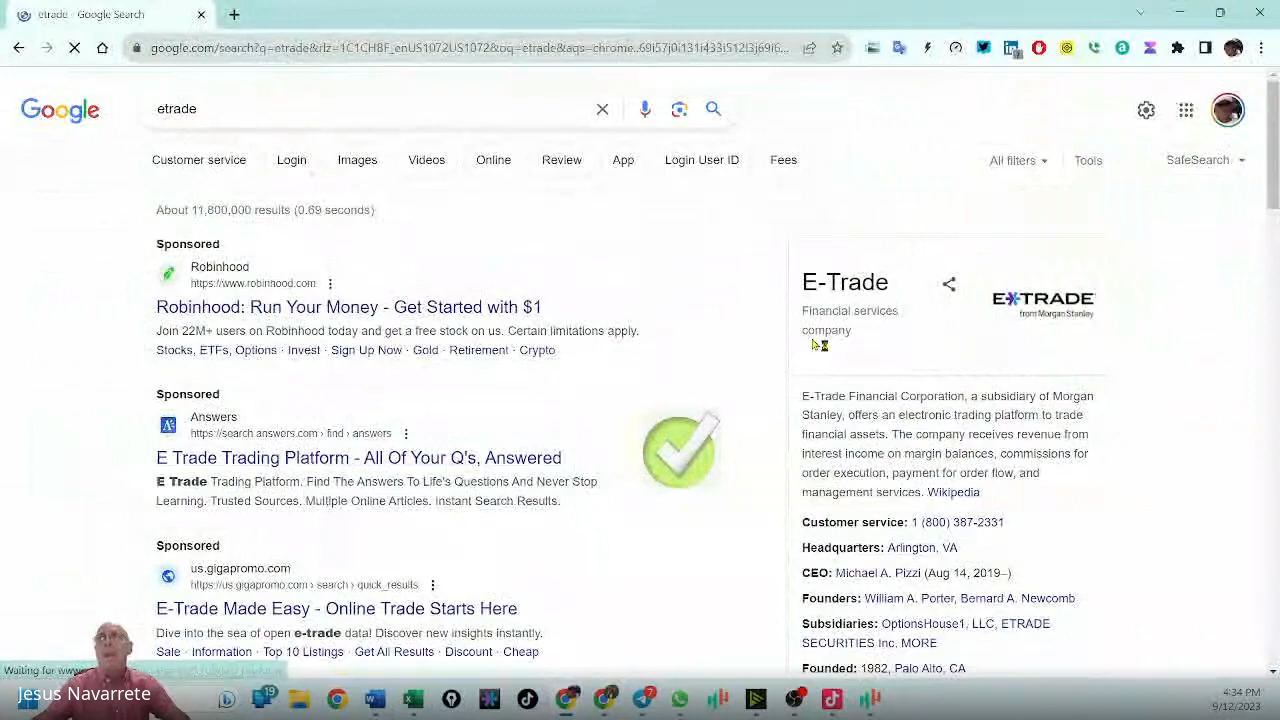 etrade - Google Search
google.com/search?q=etrade&rlz=1C1CHBF_enUS1072US1072&oq=etrade&aqs=chrome..69i57j0i131i433i512l3j69i6...
Google
etrade
Customer service
Login
Images
Videos
Online
Review
App
Login User ID
Fees
All filters
Tools
SafeSearch
About 11,800,000 results (0.69 seconds)
Sponsored
Robinhood
https://www.robinhood.com
Robinhood: Run Your Money - Get Started with $1
Join 22M+ users on Robinhood today and get a free stock on us. Certain limitations apply.
Stocks, ETFs, Options · Invest · Sign Up Now · Gold · Retirement · Crypto
Sponsored
Answers
https://search.answers.com › find › answers
E Trade Trading Platform - All Of Your Q's, Answered
E Trade Trading Platform. Find The Answers To Life's Questions And Never Stop
Learning. Trusted Sources. Multiple Online Articles. Instant Search Results.
Sponsored
us.gigapromo.com
https://us.gigapromo.com › search › quick_results
E-Trade Made Easy - Online Trade Starts Here
Dive into the sea of open e-trade data! Discover new insights instantly.
Sale · Information · Top 10 Listings · Get All Results · Discount · Cheap
E-Trade
Financial services
company
E*TRADE
from Morgan Stanley
E-Trade Financial Corporation, a subsidiary of Morgan
Stanley, offers an electronic trading platform to trade
financial assets. The company receives revenue from
interest income on margin balances, commissions for
order execution, payment for order flow, and
management services. Wikipedia
Customer service: 1 (800) 387-2331
Headquarters: Arlington, VA
CEO: Michael A. Pizzi (Aug 14, 2019–)
Founders: William A. Porter, Bernard A. Newcomb
Subsidiaries: OptionsHouse1, LLC, ETRADE
SECURITIES Inc. MORE
Founded: 1982, Palo Alto, CA
Waiting for
Jesus Navarrete
19
7
4:34 PM
9/12/2023